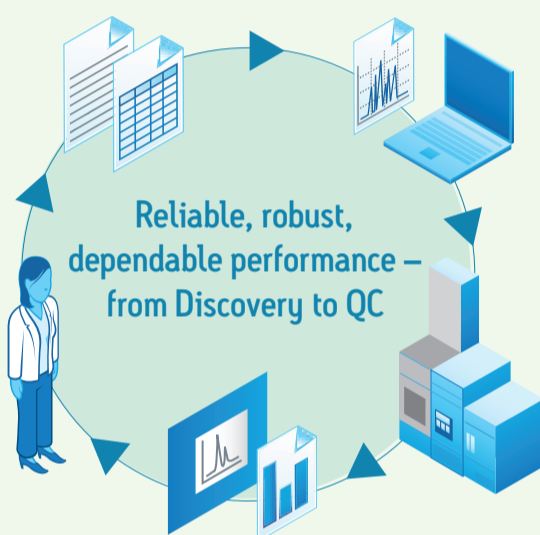 Reliable, robust,
dependable performance –
from Discovery to QC